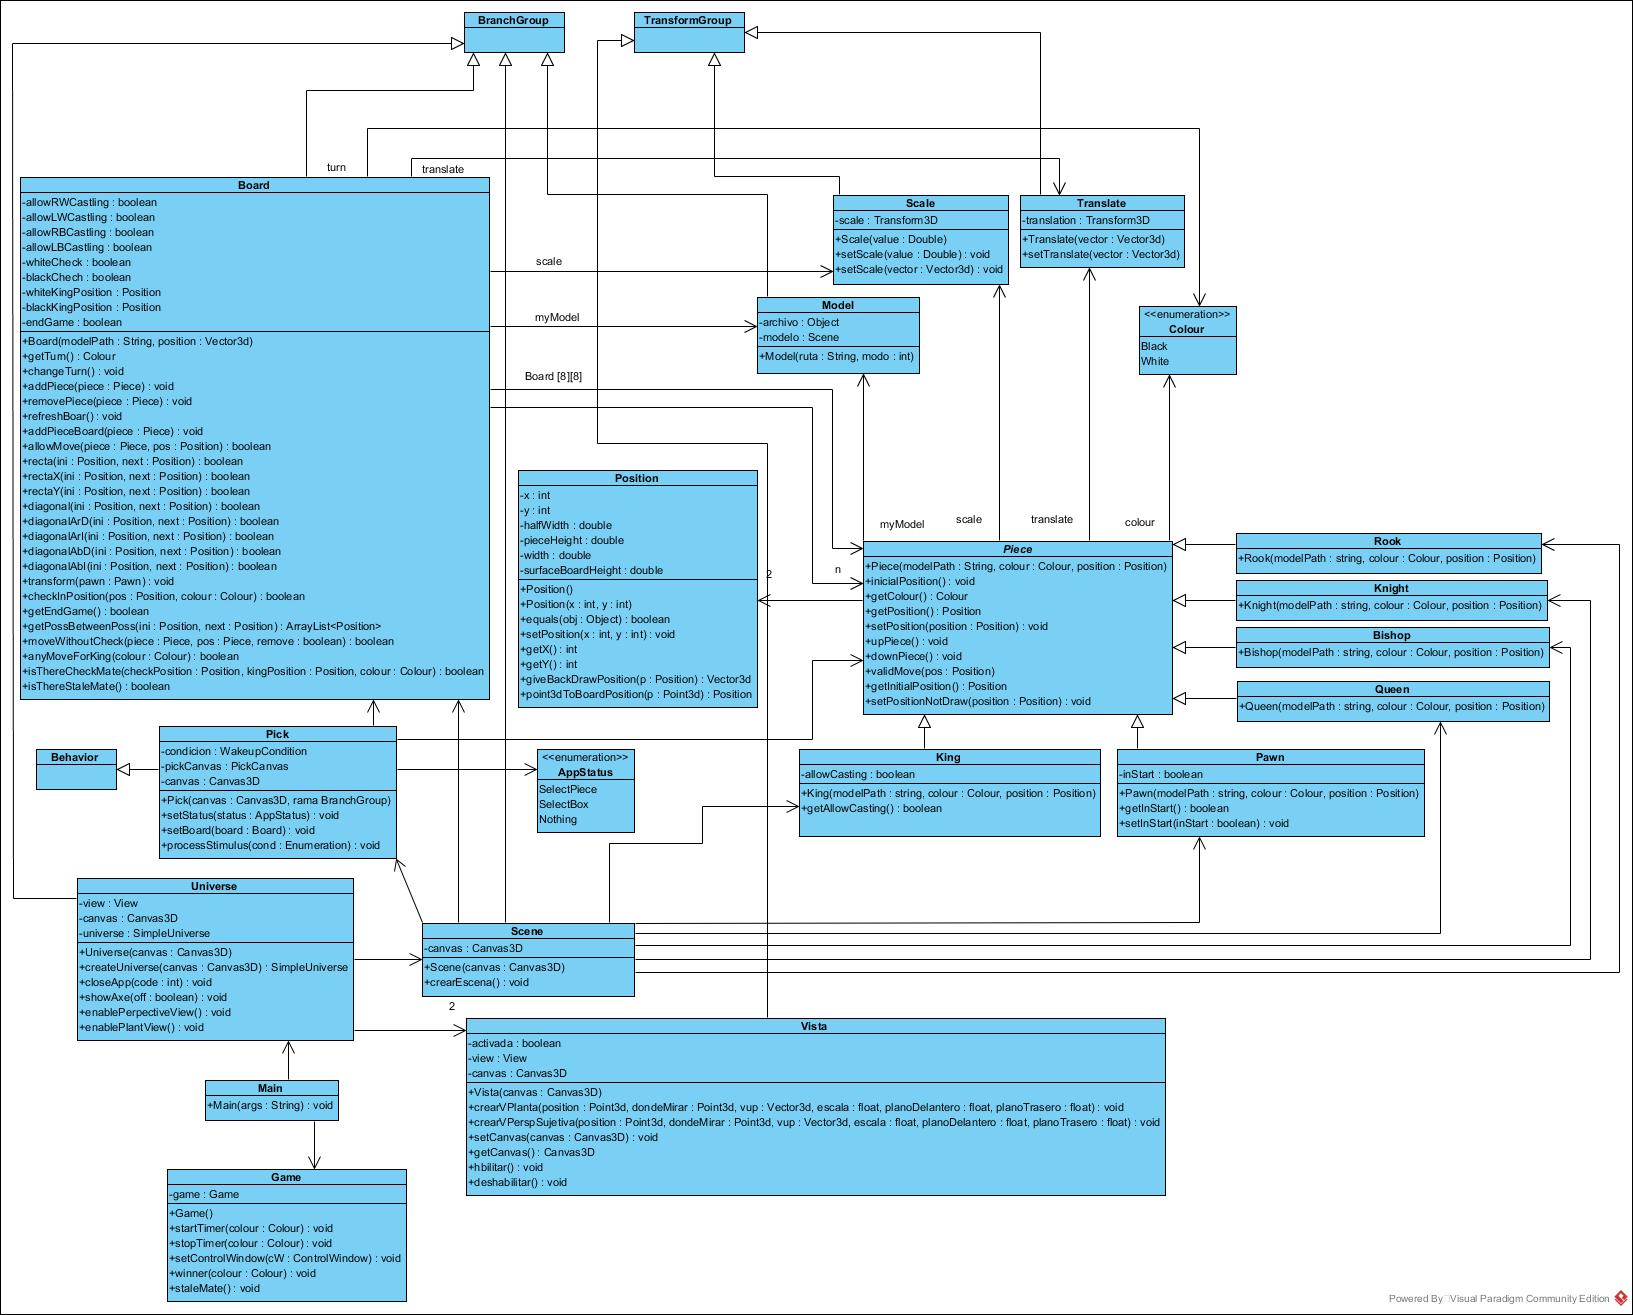 BranchGroup
TransformGroup
turn
translate
Board
-allowRWCastling : boolean
-allowLWCastling : boolean
-allowRBCastling : boolean
-allowLBCastling : boolean
-whiteCheck : boolean
-blackChech : boolean
-whiteKingPosition : Position
-blackKingPosition : Position
-endGame : boolean
+Board(modelPath : String, position : Vector3d)
+getTurn() : Colour
+changeTurn() : void
+addPiece(piece : Piece) : void
+removePiece(piece : Piece) : void
+refreshBoar() : void
+addPieceBoard(piece : Piece) : void
+allowMove(piece : Piece, pos : Position) : boolean
+recta(ini : Position, next : Position) : boolean
+rectaX(ini : Position, next : Position) : boolean
+rectaY(ini : Position, next : Position) : boolean
+diagonal(ini : Position, next : Position) : boolean
+diagonalArD(ini : Position, next : Position) : boolean
+diagonalArI(ini : Position, next : Position) : boolean
+diagonalAbD(ini : Position, next : Position) : boolean
+diagonalAbI(ini : Position, next : Position) : boolean
+transform(pawn : Pawn) : void
+checkInPosition(pos : Position, colour : Colour) : boolean
+getEndGame() : boolean
+getPossBetweenPoss(ini : Position, next : Position) : ArrayList<Position>
+moveWithoutCheck(piece : Piece, pos : Piece, remove : boolean) : boolean
+anyMoveForKing(colour : Colour) : boolean
+isThereCheckMate(checkPosition : Position, kingPosition : Position, colour : Colour) : boolean
+isThereStaleMate() : boolean
scale
myModel
Board [8][8]
Scale
-scale : Transform3D
+Scale(value : Double)
+setScale(value : Double) : void
+setScale(vector : Vector3d) : void
Translate
-translation : Transform3D
+Translate(vector : Vector3d)
+setTranslate(vector : Vector3d)
Model
-archivo : Object
-modelo : Scene
+Model(ruta : String, modo : int)
<<enumeration>>
Colour
Black
White
Position
-x : int
-y : int
-halfWidth : double
-pieceHeight : double
-width : double
-surfaceBoardHeight : double
+Position()
+Position(x : int, y : int)
+equals(obj : Object) : boolean
+setPosition(x : int, y : int) : void
+getX() : int
+getY() : int
+giveBackDrawPosition(p : Position) : Vector3d
+point3dToBoardPosition(p : Point3d) : Position
2
n
myModel
scale
translate
colour
Piece
+Piece(modelPath : String, colour : Colour, position : Position)
+inicialPosition() : void
+getColour() : Colour
+getPosition() : Position
+setPosition(position : Position) : void
+upPiece() : void
+downPiece() : void
+validMove(pos : Position)
+getInitialPosition() : Position
+setPositionNotDraw(position : Position) : void
Rook
+Rook(modelPath : string, colour : Colour, position : Position)
Knight
+Knight(modelPath : string, colour : Colour, position : Position)
Bishop
+Bishop(modelPath : string, colour : Colour, position : Position)
Queen
+Queen(modelPath : string, colour : Colour, position : Position)
Behavior
Pick
-condicion : WakeupCondition
-pickCanvas : PickCanvas
-canvas : Canvas3D
+Pick(canvas : Canvas3D, rama BranchGroup)
+setStatus(status : AppStatus) : void
+setBoard(board : Board) : void
+processStimulus(cond : Enumeration) : void
<<enumeration>>
AppStatus
SelectPiece
SelectBox
Nothing
King
-allowCasting : boolean
+King(modelPath : string, colour : Colour, position : Position)
+getAllowCasting() : boolean
Pawn
-inStart : boolean
+Pawn(modelPath : string, colour : Colour, position : Position)
+getInStart() : boolean
+setInStart(inStart : boolean) : void
Universe
-view : View
-canvas : Canvas3D
-universe : SimpleUniverse
+Universe(canvas : Canvas3D)
+createUniverse(canvas : Canvas3D) : SimpleUniverse
+closeApp(code : int) : void
+showAxe(off : boolean) : void
+enablePerpectiveView() : void
+enablePlantView() : void
Scene
-canvas : Canvas3D
+Scene(canvas : Canvas3D)
+crearEscena() : void
2
Vista
-activada : boolean
-view : View
-canvas : Canvas3D
+Vista(canvas : Canvas3D)
+crearVPlanta(position : Point3d, dondeMirar : Point3d, vup : Vector3d, escala : float, planoDelantero : float, planoTrasero : float) : void
+crearVPerspSujetiva(position : Point3d, dondeMirar : Point3d, vup : Vector3d, escala : float, planoDelantero : float, planoTrasero : float) : void
+setCanvas(canvas : Canvas3D) : void
+getCanvas() : Canvas3D
+hbilitar() : void
+deshabilitar() : void
Main
+Main(args : String) : void
Game
-game : Game
+Game()
+startTimer(colour : Colour) : void
+stopTimer(colour : Colour) : void
+setControlWindow(cW : ControlWindow) : void
+winner(colour : Colour) : void
+staleMate() : void
Powered By Visual Paradigm Community Edition